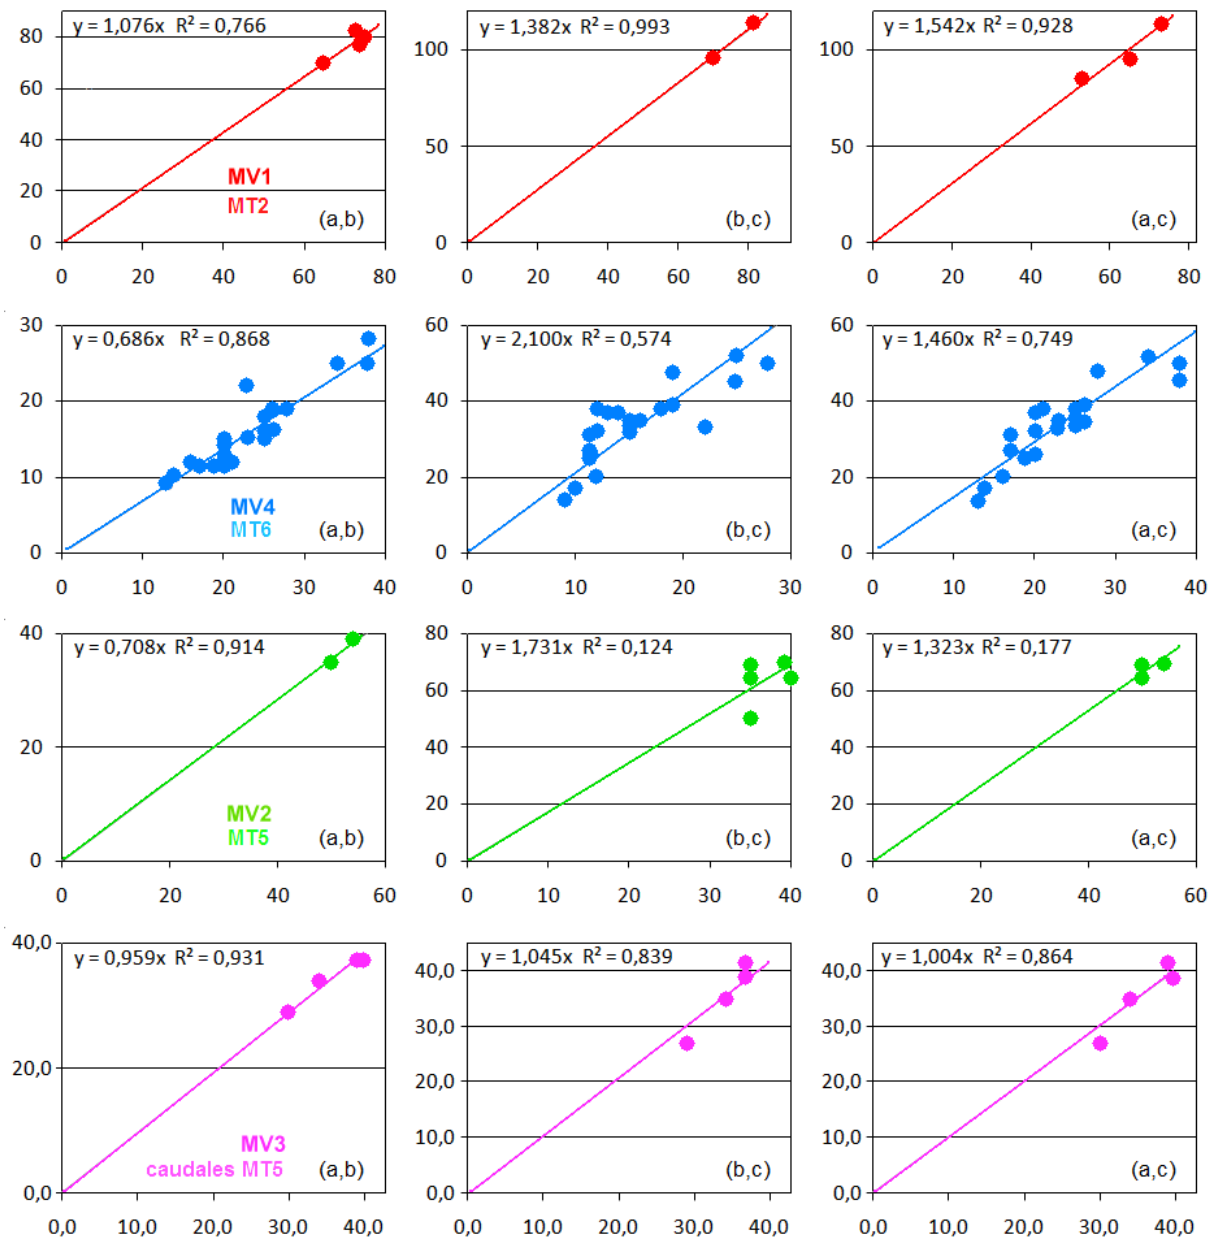 y = 1,076x R² = 0,766
80
60
40
20
0
MV1
MT2
(a,b)
0 20 40 60 80
y = 1,382x R² = 0,993
100
50
0
(b,c)
0 20 40 60 80
y = 1,542x R² = 0,928
100
50
0
(a,c)
0 20 40 60 80
y = 0,686x R² = 0,868
30
20
10
0
MV4
MT6
(a,b)
0 10 20 30 40
y = 2,100x R² = 0,574
60
40
20
0
(b,c)
0 10 20 30
y = 1,460x R² = 0,749
60
40
20
0
(a,c)
0 10 20 30 40
y = 0,708x R² = 0,914
40
20
0
MV2
MT5
(a,b)
0 20 40 60
y = 1,731x R² = 0,124
80
60
40
20
0
(b,c)
0 10 20 30 40
y = 1,323x R² = 0,177
80
60
40
20
0
(a,c)
0 20 40 60
y = 0,959x R² = 0,931
40,0
20,0
0,0
MV3
caudales MT5
(a,b)
0,0 10,0 20,0 30,0 40,0
y = 1,045x R² = 0,839
40,0
30,0
20,0
10,0
0,0
(b,c)
0,0 10,0 20,0 30,0 40,0
y = 1,004x R² = 0,864
40,0
30,0
20,0
10,0
0,0
(a,c)
0,0 10,0 20,0 30,0 40,0